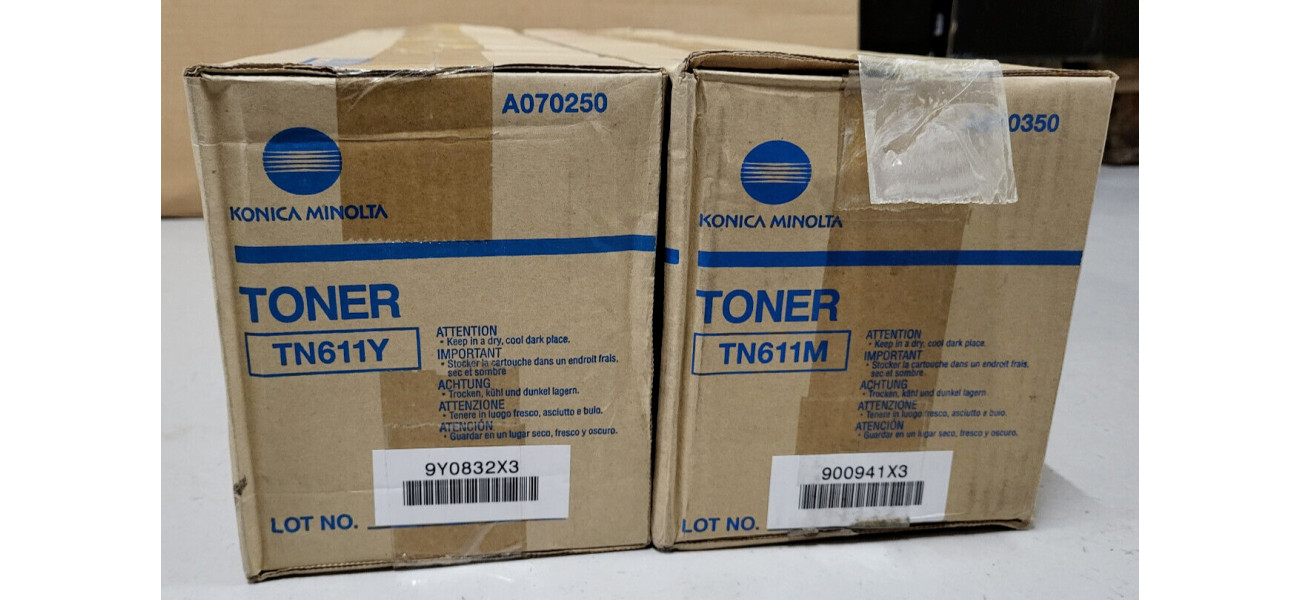 A070250
KONICA MINOLTA
TONER
TN611Y
ATTENTION
• Keep in a dry, cool dark place.
IMPORTANT
• Stocker la cartouche dans un endroit frais,
sec et sombre
ACHTUNG
• Trocken, kühl und dunkel lagern.
ATTENZIONE
• Tenere in luogo fresco, asciutto e buio.
ATENCIÓN
• Guardar en un lugar seco, fresco y oscuro.
9Y0832X3
LOT NO.
0350
KONICA MINOLTA
TONER
TN611M
ATTENTION
• Keep in a dry, cool dark place.
IMPORTANT
• Stocker la cartouche dans un endroit frais,
sec et sombre
ACHTUNG
• Trocken, kühl und dunkel lagern
ATTENZIONE
• Tenere in luogo fresco, asciutto e buio.
ATENCIÓN
• Guardar en un lugar seco, fresco y oscuro.
900941X3
LOT NO.